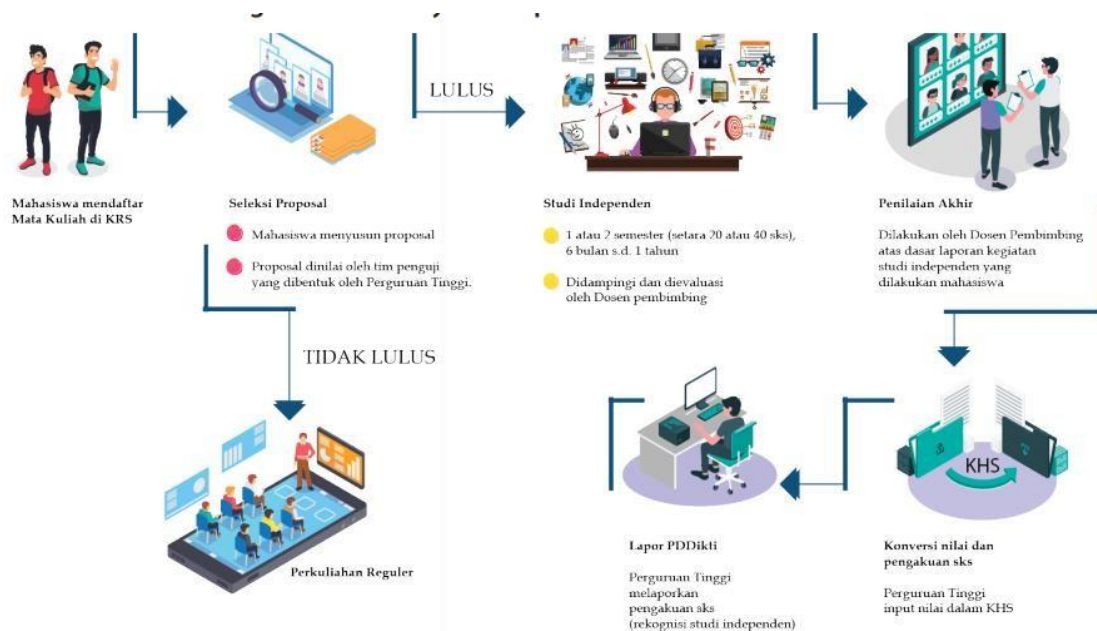 LULUS
Mahasiswa mendaftar
Mata Kuliah di KRS
Seleksi Proposal
Mahasiswa menyusun proposal
Proposal dinilai oleh tim penguji
yang dibentuk oleh Perguruan Tinggi.
Studi Independen
1 atau 2 semester (setara 20 atau 40 sks),
6 bulan s.d. 1 tahun
Didampingi dan dievaluasi
oleh Dosen pembimbing
Penilaian Akhir
Dilakukan oleh Dosen Pembimbing
atas dasar laporan kegiatan
studi independen yang
dilakukan mahasiswa
TIDAK LULUS
Perkuliahan Reguler
KHS
Konversi nilai dan
pengakuan sks
Perguruan Tinggi
input nilai dalam KHS
Lapor PDDikti
Perguruan Tinggi
melaporkan
pengakuan sks
(rekognisi studi independen)